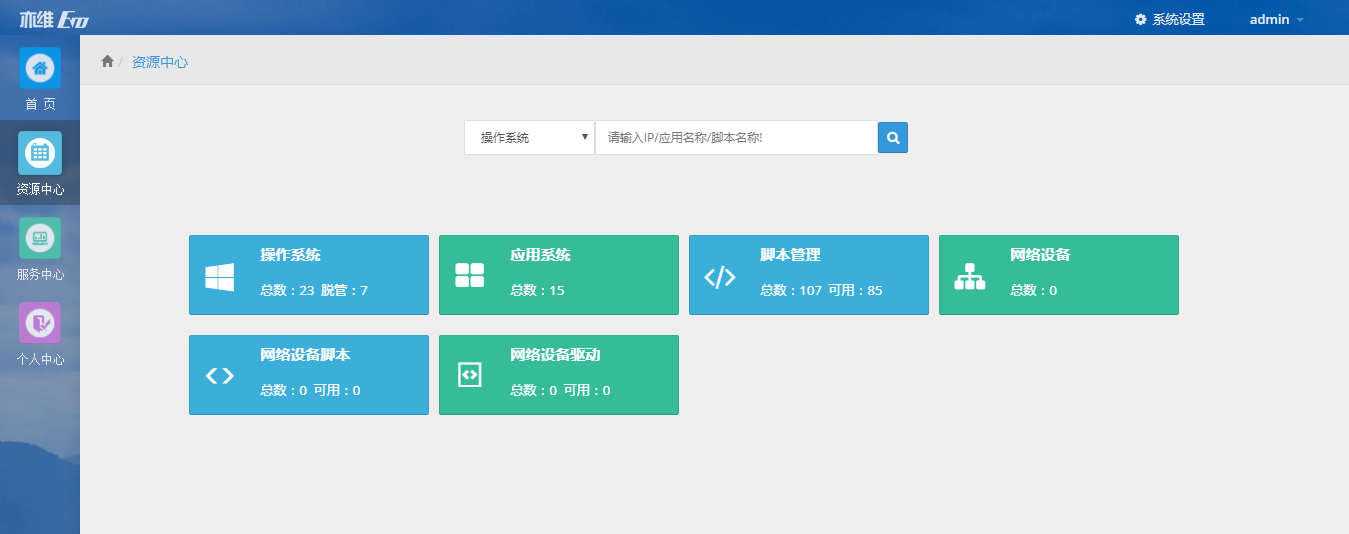 亦维 Evo
系统设置 admin
首 页
资源中心
服务中心
个人中心
/ 资源中心
操作系统
请输入IP/应用名称/脚本名称!
操作系统
总数：23 脱管：7
应用系统
总数：15
脚本管理
</>
总数：107 可用：85
网络设备
总数：0
网络设备脚本
<>
总数：0 可用：0
网络设备驱动
总数：0 可用：0